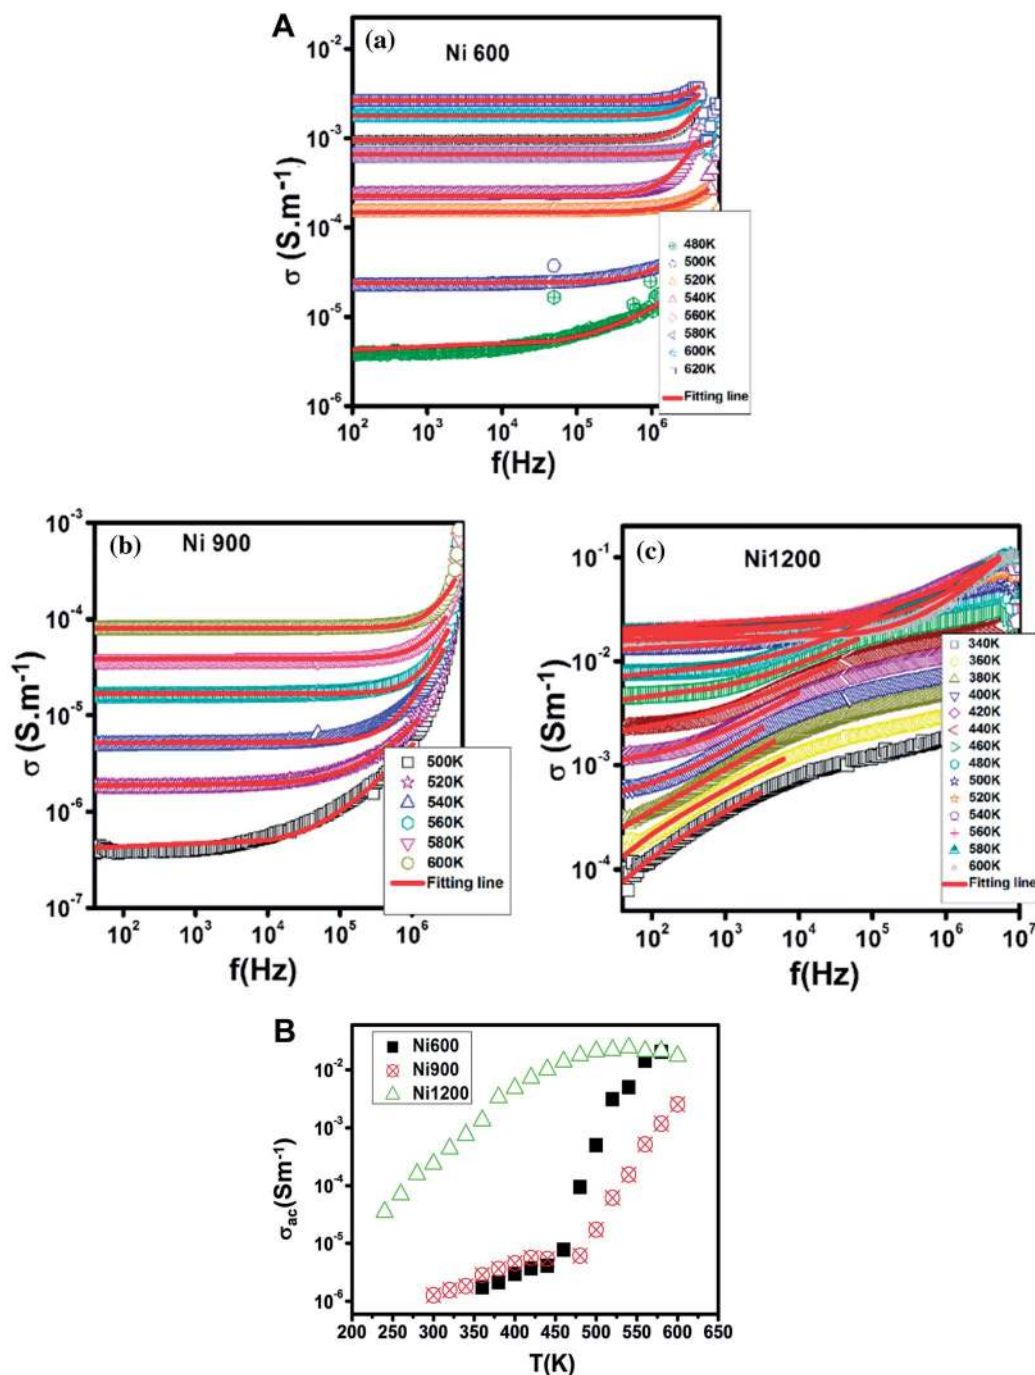 A
(a)
Ni 600
10⁻²
10⁻³
10⁻⁴
10⁻⁵
10⁻⁶
σ (S.m⁻¹)
480K
500K
520K
540K
560K
580K
600K
620K
Fitting line
10² 10³ 10⁴ 10⁵ 10⁶
f(Hz)
(b)
Ni 900
10⁻³
10⁻⁴
10⁻⁵
10⁻⁶
10⁻⁷
σ (S.m⁻¹)
500K
520K
540K
560K
580K
600K
Fitting line
10² 10³ 10⁴ 10⁵ 10⁶
f(Hz)
(c)
Ni1200
10⁻¹
10⁻²
10⁻³
10⁻⁴
σ (Sm⁻¹)
340K
360K
380K
400K
420K
440K
460K
480K
500K
520K
540K
560K
580K
600K
Fitting line
10² 10³ 10⁴ 10⁵ 10⁶ 10⁷
f(Hz)
B
Ni600
Ni900
Ni1200
10⁻²
10⁻³
10⁻⁴
10⁻⁵
10⁻⁶
σac(Sm⁻¹)
200 250 300 350 400 450 500 550 600 650
T(K)